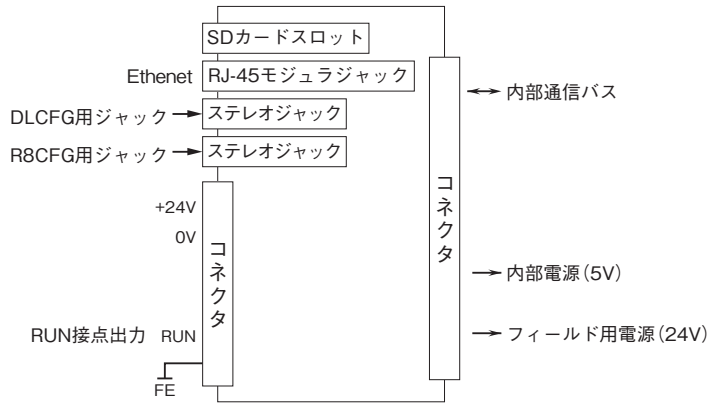 SDカードスロット
Ethenet RJ-45モジュラジャック
DLCFG用ジャック ステレオジャック
R8CFG用ジャック ステレオジャック
内部通信バス
+24V
0V
コネクタ
コネクタ
内部電源(5V)
RUN接点出力 RUN
フィールド用電源(24V)
FE